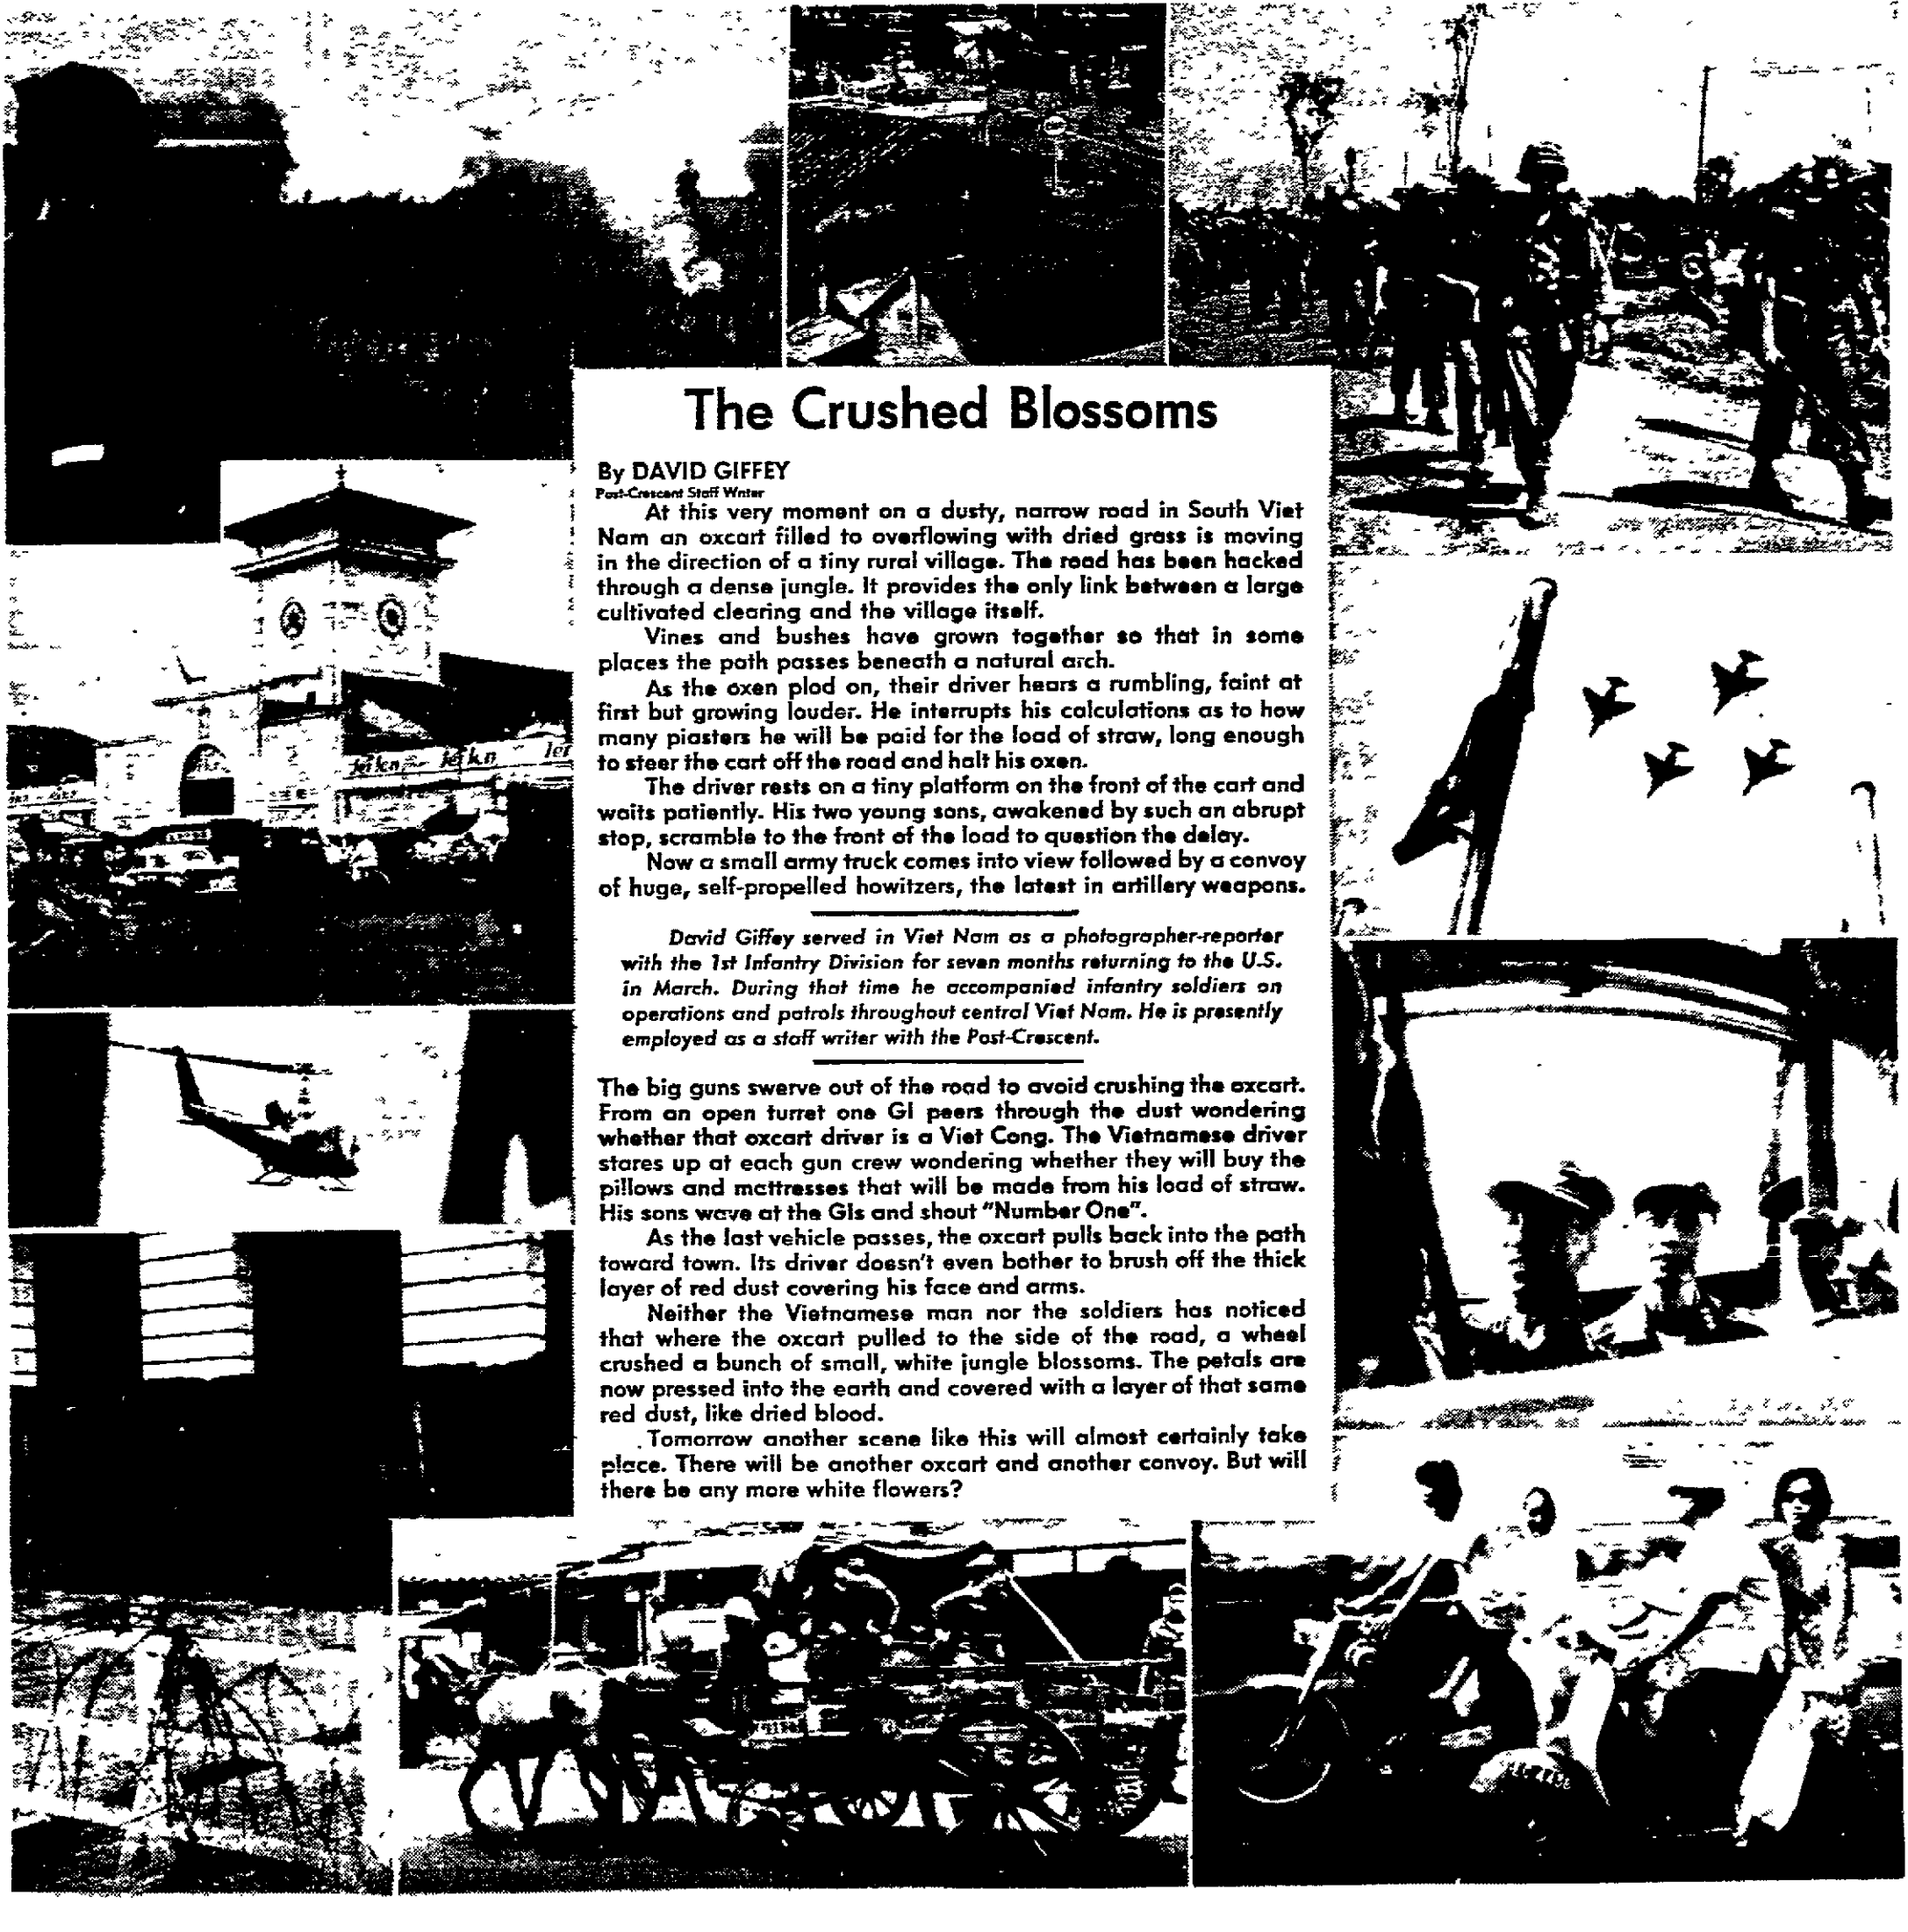 The Crushed Blossoms
By DAVID GIFFEY
Post-Crescent Staff Writer
At this very moment on a dusty, narrow road in South Viet
Nam an oxcart filled to overflowing with dried grass is moving
in the direction of a tiny rural village. The road has been hacked
through a dense jungle. It provides the only link between a large
cultivated clearing and the village itself.
Vines and bushes have grown together so that in some
places the path passes beneath a natural arch.
As the oxen plod on, their driver hears a rumbling, faint at
first but growing louder. He interrupts his calculations as to how
many piasters he will be paid for the load of straw, long enough
to steer the cart off the road and halt his oxen.
The driver rests on a tiny platform on the front of the cart and
waits patiently. His two young sons, awakened by such an abrupt
stop, scramble to the front of the load to question the delay.
Now a small army truck comes into view followed by a convoy
of huge, self-propelled howitzers, the latest in artillery weapons.
David Giffey served in Viet Nam as a photographer-reporter
with the 1st Infantry Division for seven months returning to the U.S.
in March. During that time he accompanied infantry soldiers on
operations and patrols throughout central Viet Nam. He is presently
employed as a staff writer with the Post-Crescent.
The big guns swerve out of the road to avoid crushing the oxcart.
From an open turret one GI peers through the dust wondering
whether that oxcart driver is a Viet Cong. The Vietnamese driver
stares up at each gun crew wondering whether they will buy the
pillows and mattresses that will be made from his load of straw.
His sons wave at the GIs and shout "Number One".
As the last vehicle passes, the oxcart pulls back into the path
toward town. Its driver doesn't even bother to brush off the thick
layer of red dust covering his face and arms.
Neither the Vietnamese man nor the soldiers has noticed
that where the oxcart pulled to the side of the road, a wheel
crushed a bunch of small, white jungle blossoms. The petals are
now pressed into the earth and covered with a layer of that same
red dust, like dried blood.
Tomorrow another scene like this will almost certainly take
place. There will be another oxcart and another convoy. But will
there be any more white flowers?